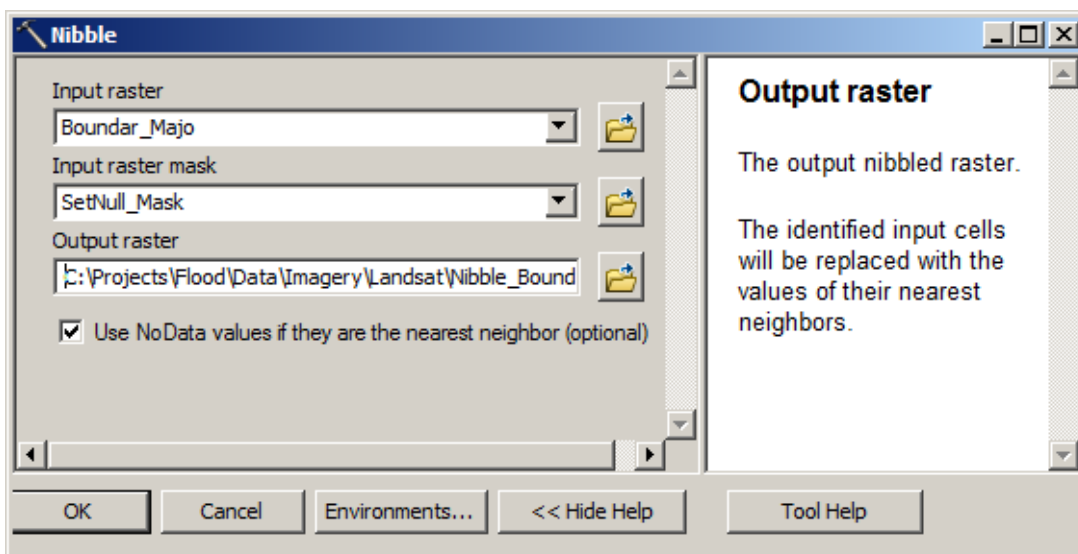 Nibble
Input raster
Boundar_Majo
Input raster mask
SetNull_Mask
Output raster
C:\Projects\Flood\Data\Imagery\Landsat\Nibble_Bound
Use NoData values if they are the nearest neighbor (optional)
Output raster
The output nibbled raster.
The identified input cells
will be replaced with the
values of their nearest
neighbors.
OK
Cancel
Environments...
<< Hide Help
Tool Help